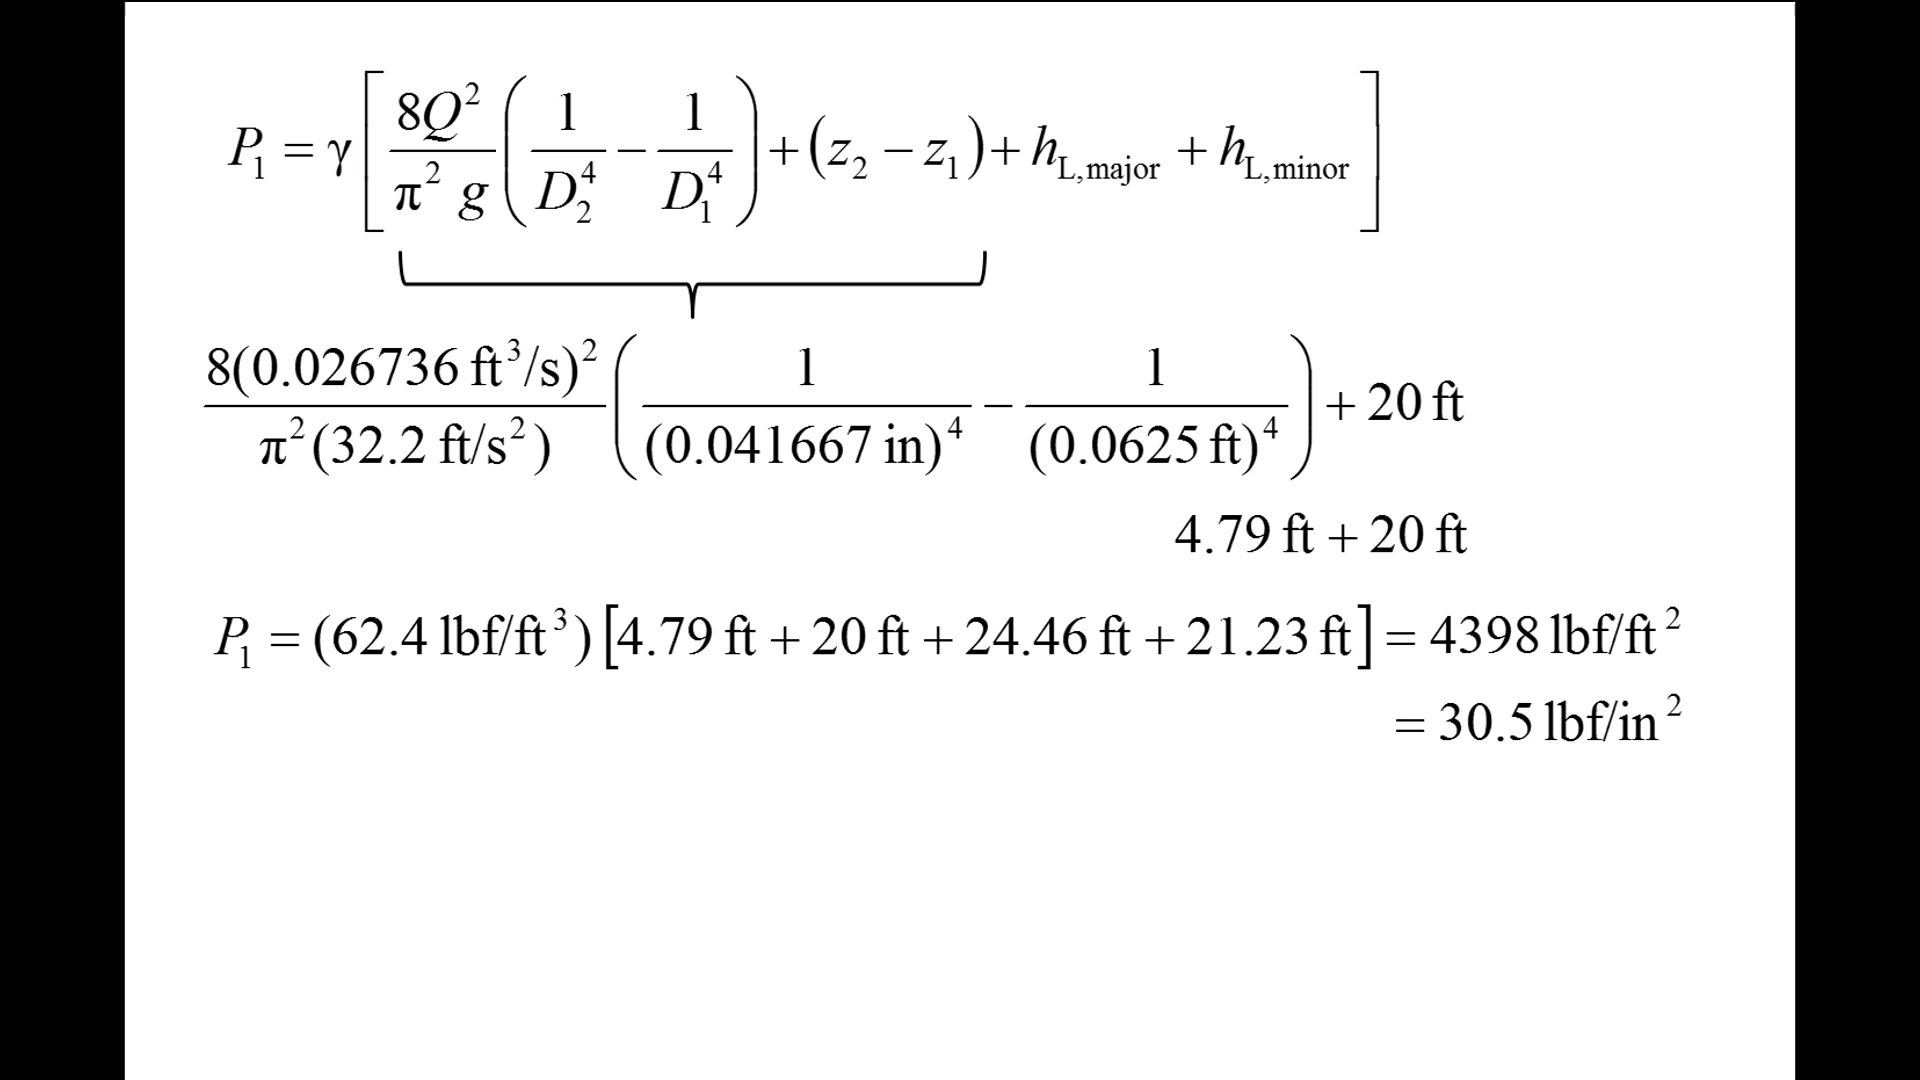 P₁ = γ [ 8Q² / π² g ( 1 / D₂⁴ − 1 / D₁⁴ ) + (z₂ − z₁) + h_L,major + h_L,minor ]
8(0.026736 ft³/s)² / π²(32.2 ft/s²) ( 1 / (0.041667 in)⁴ − 1 / (0.0625 ft)⁴ ) + 20 ft
4.79 ft + 20 ft
P₁ = (62.4 lbf/ft³) [4.79 ft + 20 ft + 24.46 ft + 21.23 ft] = 4398 lbf/ft²
= 30.5 lbf/in²